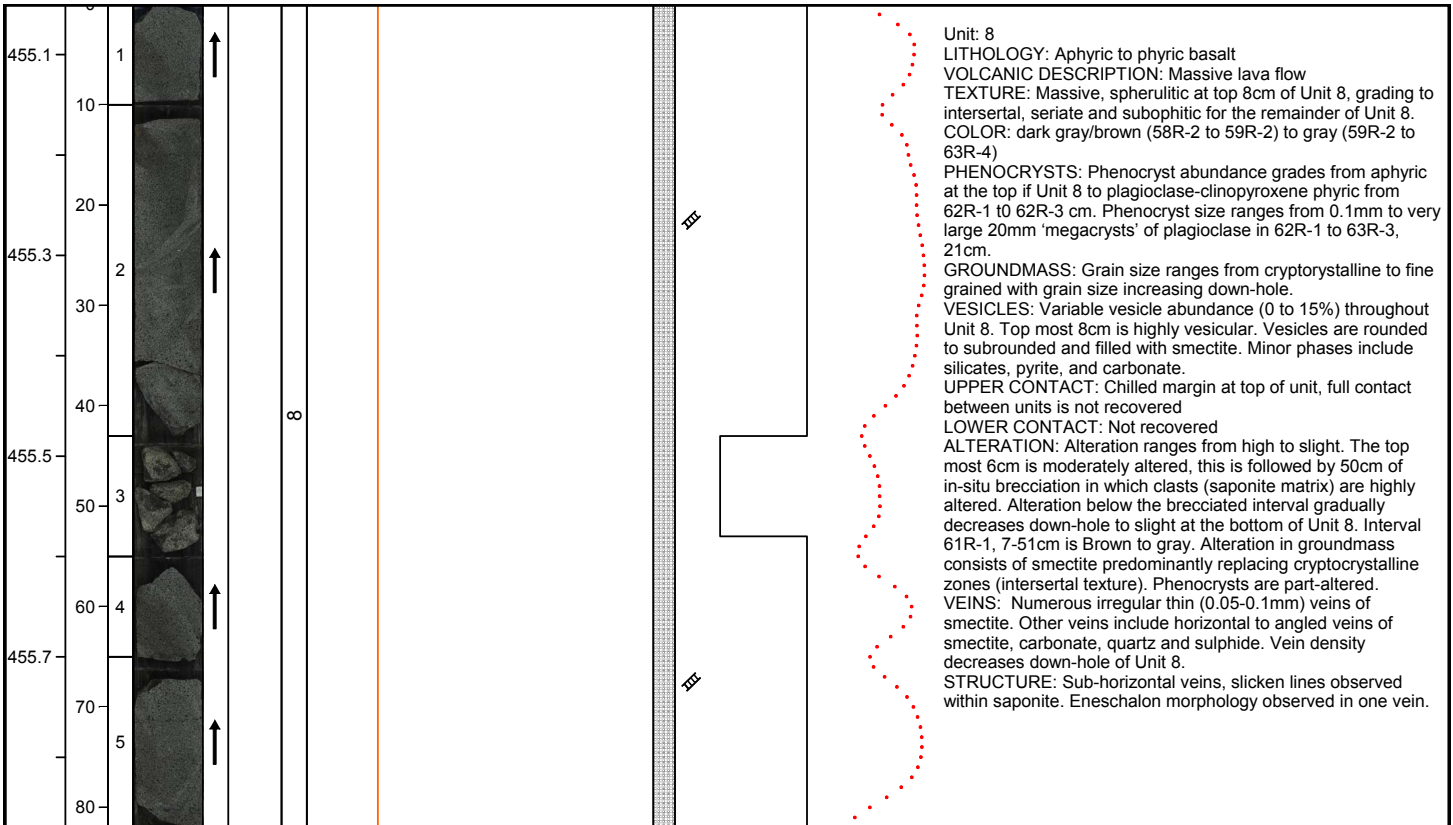 0
455.1
10
20
455.3
30
40
455.5
50
60
455.7
70
80
1
2
3
4
5
8
Unit: 8
LITHOLOGY: Aphyric to phyric basalt
VOLCANIC DESCRIPTION: Massive lava flow
TEXTURE: Massive, spherulitic at top 8cm of Unit 8, grading to
intersertal, seriate and subophitic for the remainder of Unit 8.
COLOR: dark gray/brown (58R-2 to 59R-2) to gray (59R-2 to
63R-4)
PHENOCRYSTS: Phenocryst abundance grades from aphyric
at the top if Unit 8 to plagioclase-clinopyroxene phyric from
62R-1 t0 62R-3 cm. Phenocryst size ranges from 0.1mm to very
large 20mm ‘megacrysts’ of plagioclase in 62R-1 to 63R-3,
21cm.
GROUNDMASS: Grain size ranges from cryptorystalline to fine
grained with grain size increasing down-hole.
VESICLES: Variable vesicle abundance (0 to 15%) throughout
Unit 8. Top most 8cm is highly vesicular. Vesicles are rounded
to subrounded and filled with smectite. Minor phases include
silicates, pyrite, and carbonate.
UPPER CONTACT: Chilled margin at top of unit, full contact
between units is not recovered
LOWER CONTACT: Not recovered
ALTERATION: Alteration ranges from high to slight. The top
most 6cm is moderately altered, this is followed by 50cm of
in-situ brecciation in which clasts (saponite matrix) are highly
altered. Alteration below the brecciated interval gradually
decreases down-hole to slight at the bottom of Unit 8. Interval
61R-1, 7-51cm is Brown to gray. Alteration in groundmass
consists of smectite predominantly replacing cryptocrystalline
zones (intersertal texture). Phenocrysts are part-altered.
VEINS:  Numerous irregular thin (0.05-0.1mm) veins of
smectite. Other veins include horizontal to angled veins of
smectite, carbonate, quartz and sulphide. Vein density
decreases down-hole of Unit 8.
STRUCTURE: Sub-horizontal veins, slicken lines observed
within saponite. Eneschalon morphology observed in one vein.